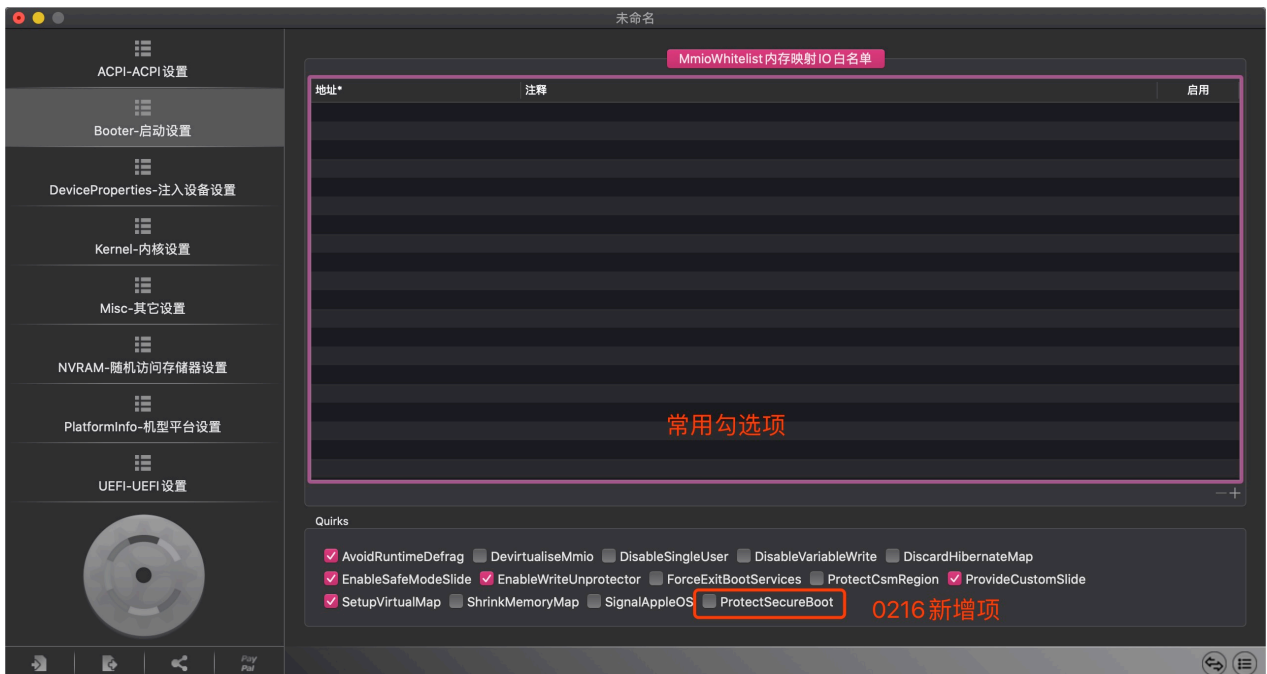 未命名
ACPI-ACPI设置
Booter-启动设置
DeviceProperties-注入设备设置
Kernel-内核设置
Misc-其它设置
NVRAM-随机访问存储器设置
PlatformInfo-机型平台设置
UEFI-UEFI设置
Pay
Pal
MmioWhitelist内存映射IO白名单
地址* 注释 启用
常用勾选项
Quirks
AvoidRuntimeDefrag DevirtualiseMmio DisableSingleUser DisableVariableWrite DiscardHibernateMap
EnableSafeModeSlide EnableWriteUnprotector ForceExitBootServices ProtectCsmRegion ProvideCustomSlide
SetupVirtualMap ShrinkMemoryMap SignalAppleOS ProtectSecureBoot 0216新增项